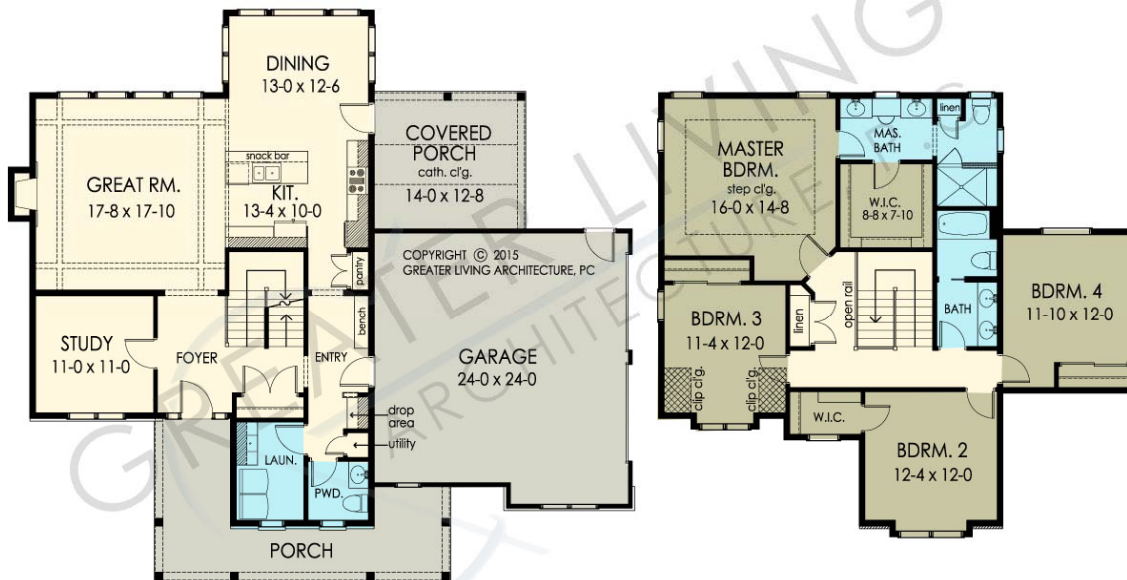 DINING
13-0 x 12-6
GREAT RM.
17-8 x 17-10
snack bar
KIT.
13-4 x 10-0
COVERED
PORCH
cath. cl'g.
14-0 x 12-8
COPYRIGHT © 2015
GREATER LIVING ARCHITECTURE, PC
pantry
bench
STUDY
11-0 x 11-0
FOYER
ENTRY
GARAGE
24-0 x 24-0
drop
area
utility
LAUN.
PWD.
PORCH
MASTER
BDRM.
step cl'g.
16-0 x 14-8
MAS.
BATH
linen
W.I.C.
8-8 x 7-10
BDRM. 3
11-4 x 12-0
clip cl'g.
clip cl'g.
linen
open rail
BATH
BDRM. 4
11-10 x 12-0
W.I.C.
BDRM. 2
12-4 x 12-0
GREATER LIVING
ARCHITECTURE, PC